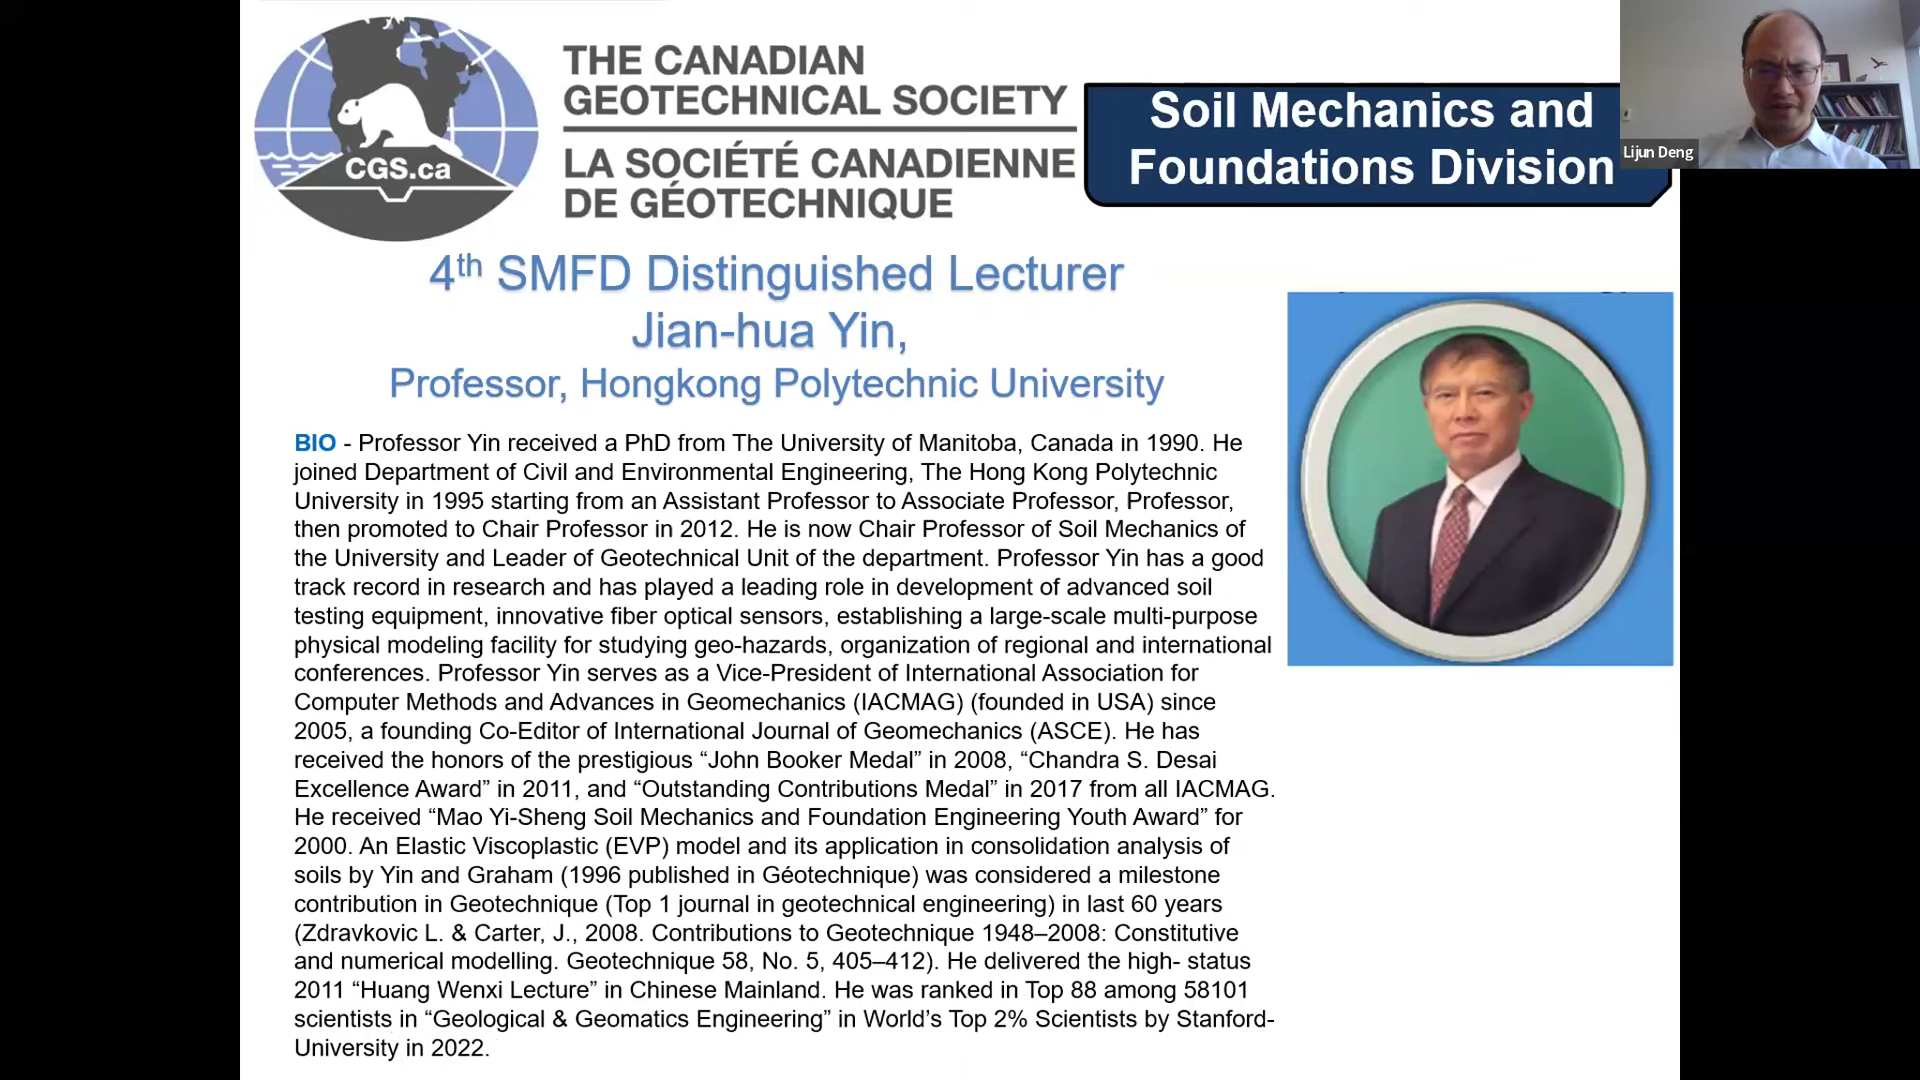 THE CANADIAN
GEOTECHNICAL SOCIETY
LA SOCIÉTÉ CANADIENNE
DE GÉOTECHNIQUE
CGS.ca
Soil Mechanics and
Foundations Division
Lijun Deng
4th SMFD Distinguished Lecturer
Jian-hua Yin,
Professor, Hongkong Polytechnic University
BIO - Professor Yin received a PhD from The University of Manitoba, Canada in 1990. He
joined Department of Civil and Environmental Engineering, The Hong Kong Polytechnic
University in 1995 starting from an Assistant Professor to Associate Professor, Professor,
then promoted to Chair Professor in 2012. He is now Chair Professor of Soil Mechanics of
the University and Leader of Geotechnical Unit of the department. Professor Yin has a good
track record in research and has played a leading role in development of advanced soil
testing equipment, innovative fiber optical sensors, establishing a large-scale multi-purpose
physical modeling facility for studying geo-hazards, organization of regional and international
conferences. Professor Yin serves as a Vice-President of International Association for
Computer Methods and Advances in Geomechanics (IACMAG) (founded in USA) since
2005, a founding Co-Editor of International Journal of Geomechanics (ASCE). He has
received the honors of the prestigious “John Booker Medal” in 2008, “Chandra S. Desai
Excellence Award” in 2011, and “Outstanding Contributions Medal” in 2017 from all IACMAG.
He received “Mao Yi-Sheng Soil Mechanics and Foundation Engineering Youth Award” for
2000. An Elastic Viscoplastic (EVP) model and its application in consolidation analysis of
soils by Yin and Graham (1996 published in Géotechnique) was considered a milestone
contribution in Geotechnique (Top 1 journal in geotechnical engineering) in last 60 years
(Zdravkovic L. & Carter, J., 2008. Contributions to Geotechnique 1948–2008: Constitutive
and numerical modelling. Geotechnique 58, No. 5, 405–412). He delivered the high- status
2011 “Huang Wenxi Lecture” in Chinese Mainland. He was ranked in Top 88 among 58101
scientists in “Geological & Geomatics Engineering” in World’s Top 2% Scientists by Stanford-
University in 2022.